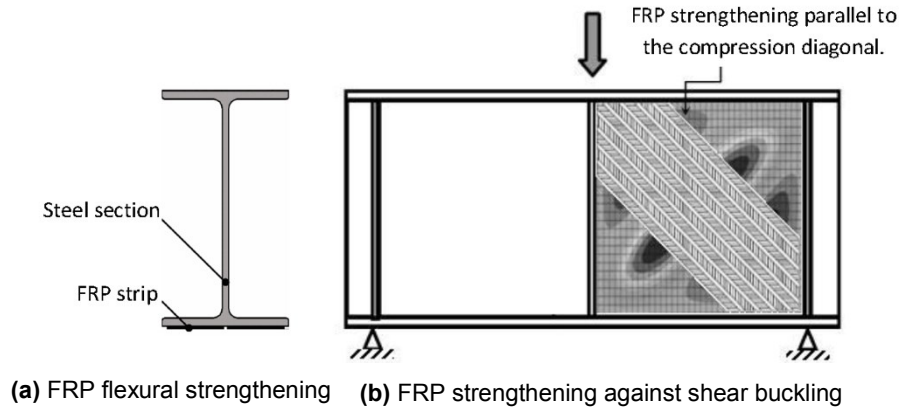 FRP strengthening parallel to
the compression diagonal.
Steel section
FRP strip
(a) FRP flexural strengthening
(b) FRP strengthening against shear buckling